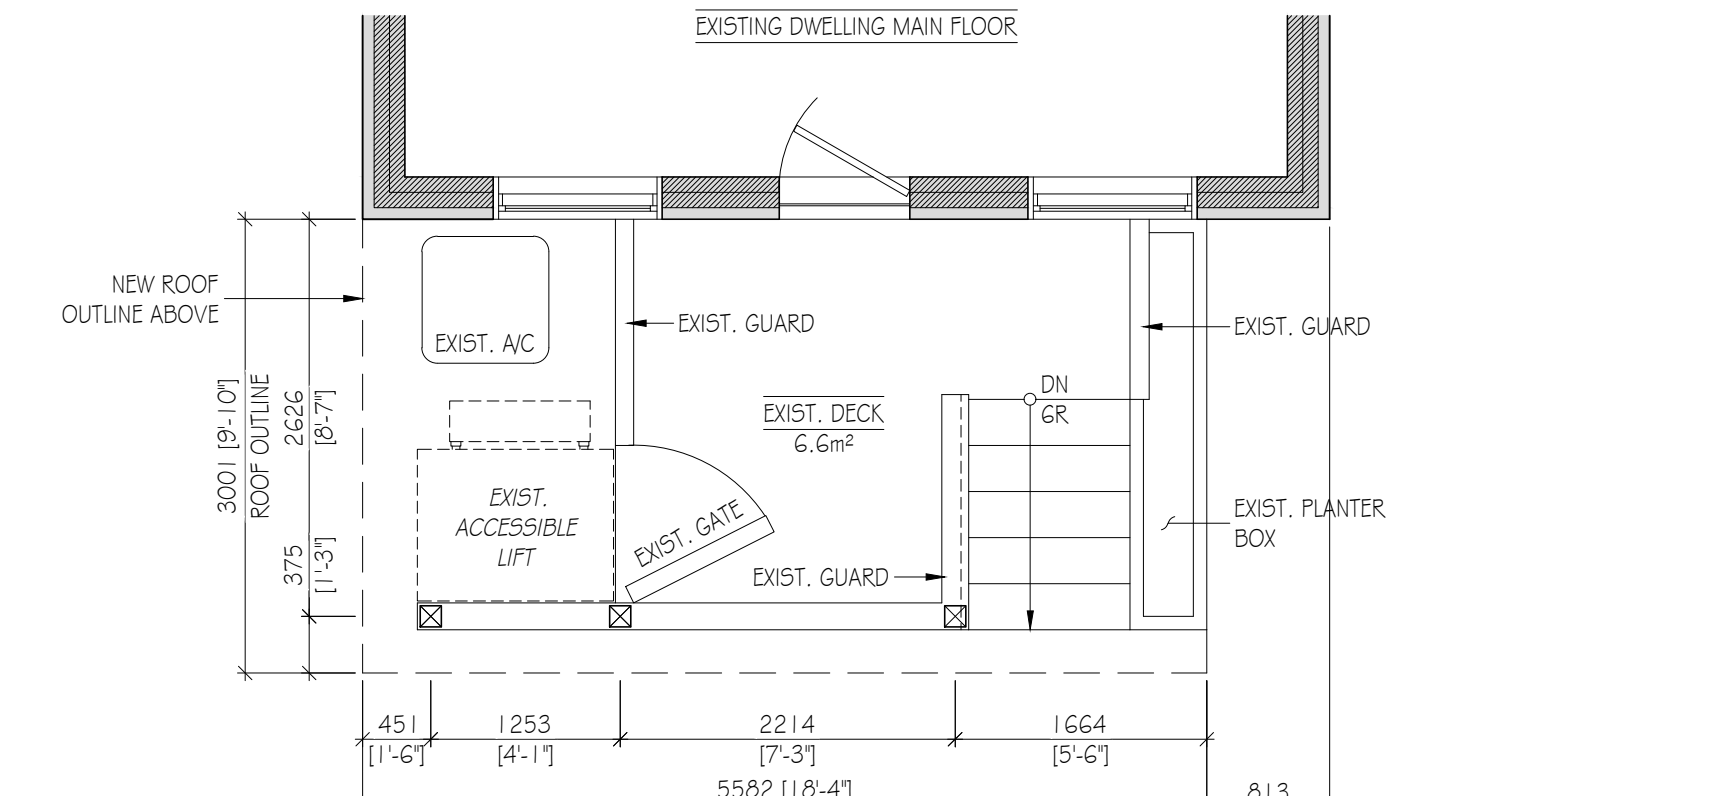 EXISTING DWELLING MAIN FLOOR
NEW ROOF
OUTLINE ABOVE
EXIST. A/C
EXIST. GUARD
EXIST. GUARD
DN
6R
EXIST. DECK
6.6m²
3001 [9'-10"]
ROOF OUTLINE
2626
[8'-7"]
EXIST.
ACCESSIBLE
LIFT
EXIST. GATE
EXIST. PLANTER
BOX
375
[1'-3"]
EXIST. GUARD
451
[1'-6"]
1253
[4'-1"]
2214
[7'-3"]
1664
[5'-6"]
5582 [18'-4"]
813